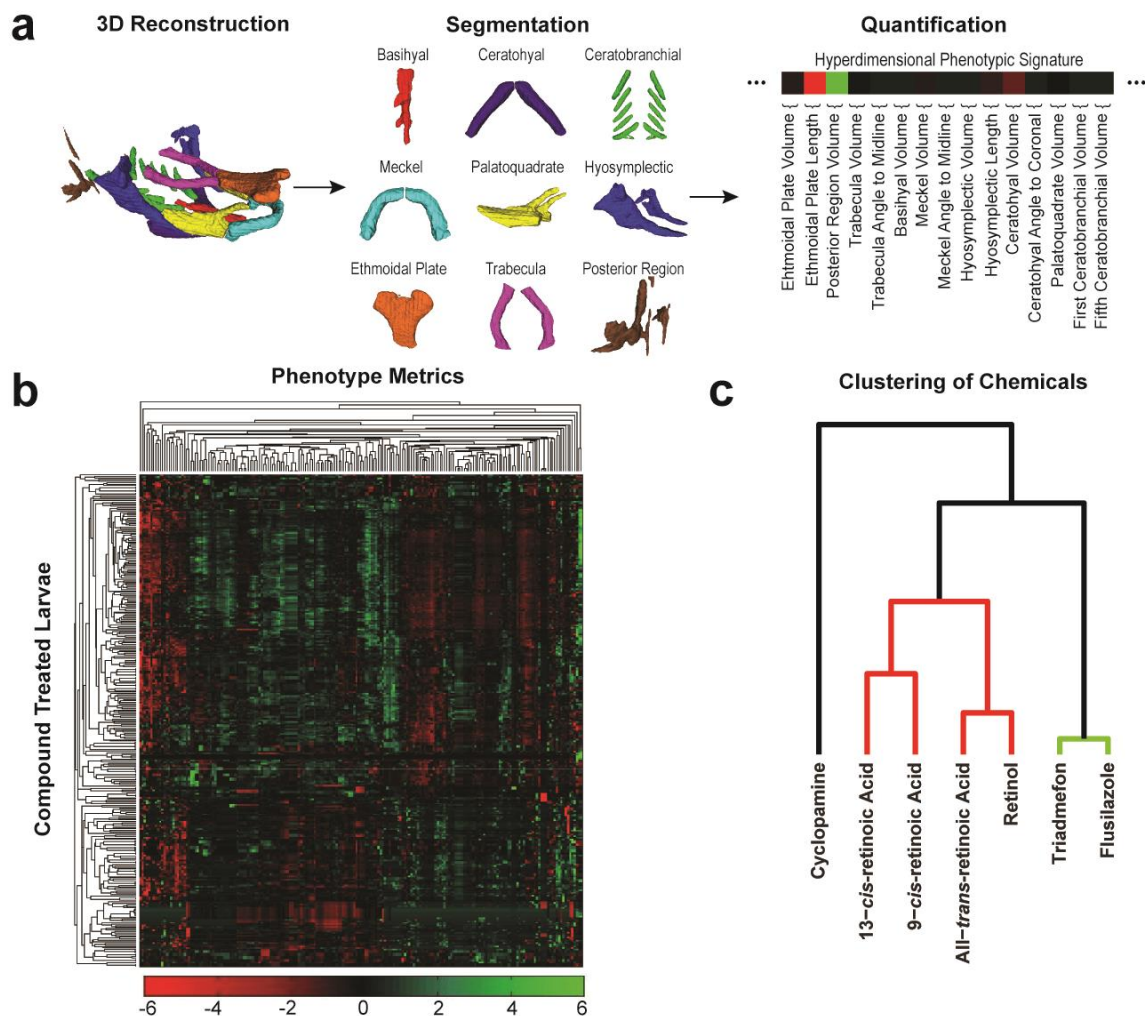 a
3D Reconstruction
Segmentation
Quantification
Basihyal
Ceratohyal
Ceratobranchial
Meckel
Palatoquadrate
Hyosymplectic
Ethmoidal Plate
Trabecula
Posterior Region
Hyperdimensional Phenotypic Signature
...
...
Ehtmoidal Plate Volume {
Ethmoidal Plate Length {
Posterior Region Volume {
Trabecula Volume {
Trabecula Angle to Midline {
Basihyal Volume {
Meckel Volume {
Meckel Angle to Midline {
Hyosymplectic Volume {
Hyosymplectic Length {
Ceratohyal Volume {
Ceratohyal Angle to Coronal {
Palatoquadrate Volume {
First Ceratobranchial Volume {
Fifth Ceratobranchial Volume {
b
Phenotype Metrics
Compound Treated Larvae
-6 -4 -2 0 2 4 6
c
Clustering of Chemicals
Cyclopamine
13−cis-retinoic Acid
9−cis-retinoic Acid
All−trans-retinoic Acid
Retinol
Triadmefon
Flusilazole